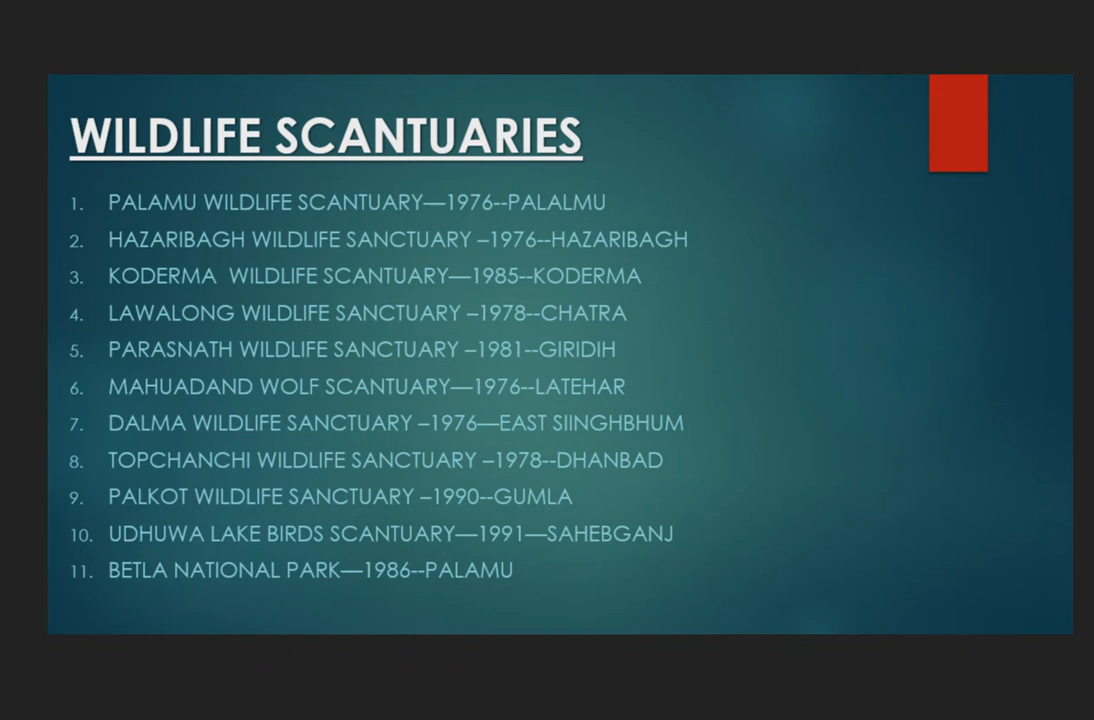 WILDLIFE SCANTUARIES
1. PALAMU WILDLIFE SCANTUARY—1976--PALALMU
2. HAZARIBAGH WILDLIFE SANCTUARY –1976--HAZARIBAGH
3. KODERMA  WILDLIFE SCANTUARY—1985--KODERMA
4. LAWALONG WILDLIFE SANCTUARY –1978--CHATRA
5. PARASNATH WILDLIFE SANCTUARY –1981--GIRIDIH
6. MAHUADAND WOLF SCANTUARY—1976--LATEHAR
7. DALMA WILDLIFE SANCTUARY –1976—EAST SIINGHBHUM
8. TOPCHANCHI WILDLIFE SANCTUARY –1978--DHANBAD
9. PALKOT WILDLIFE SANCTUARY –1990--GUMLA
10. UDHUWA LAKE BIRDS SCANTUARY—1991—SAHEBGANJ
11. BETLA NATIONAL PARK—1986--PALAMU